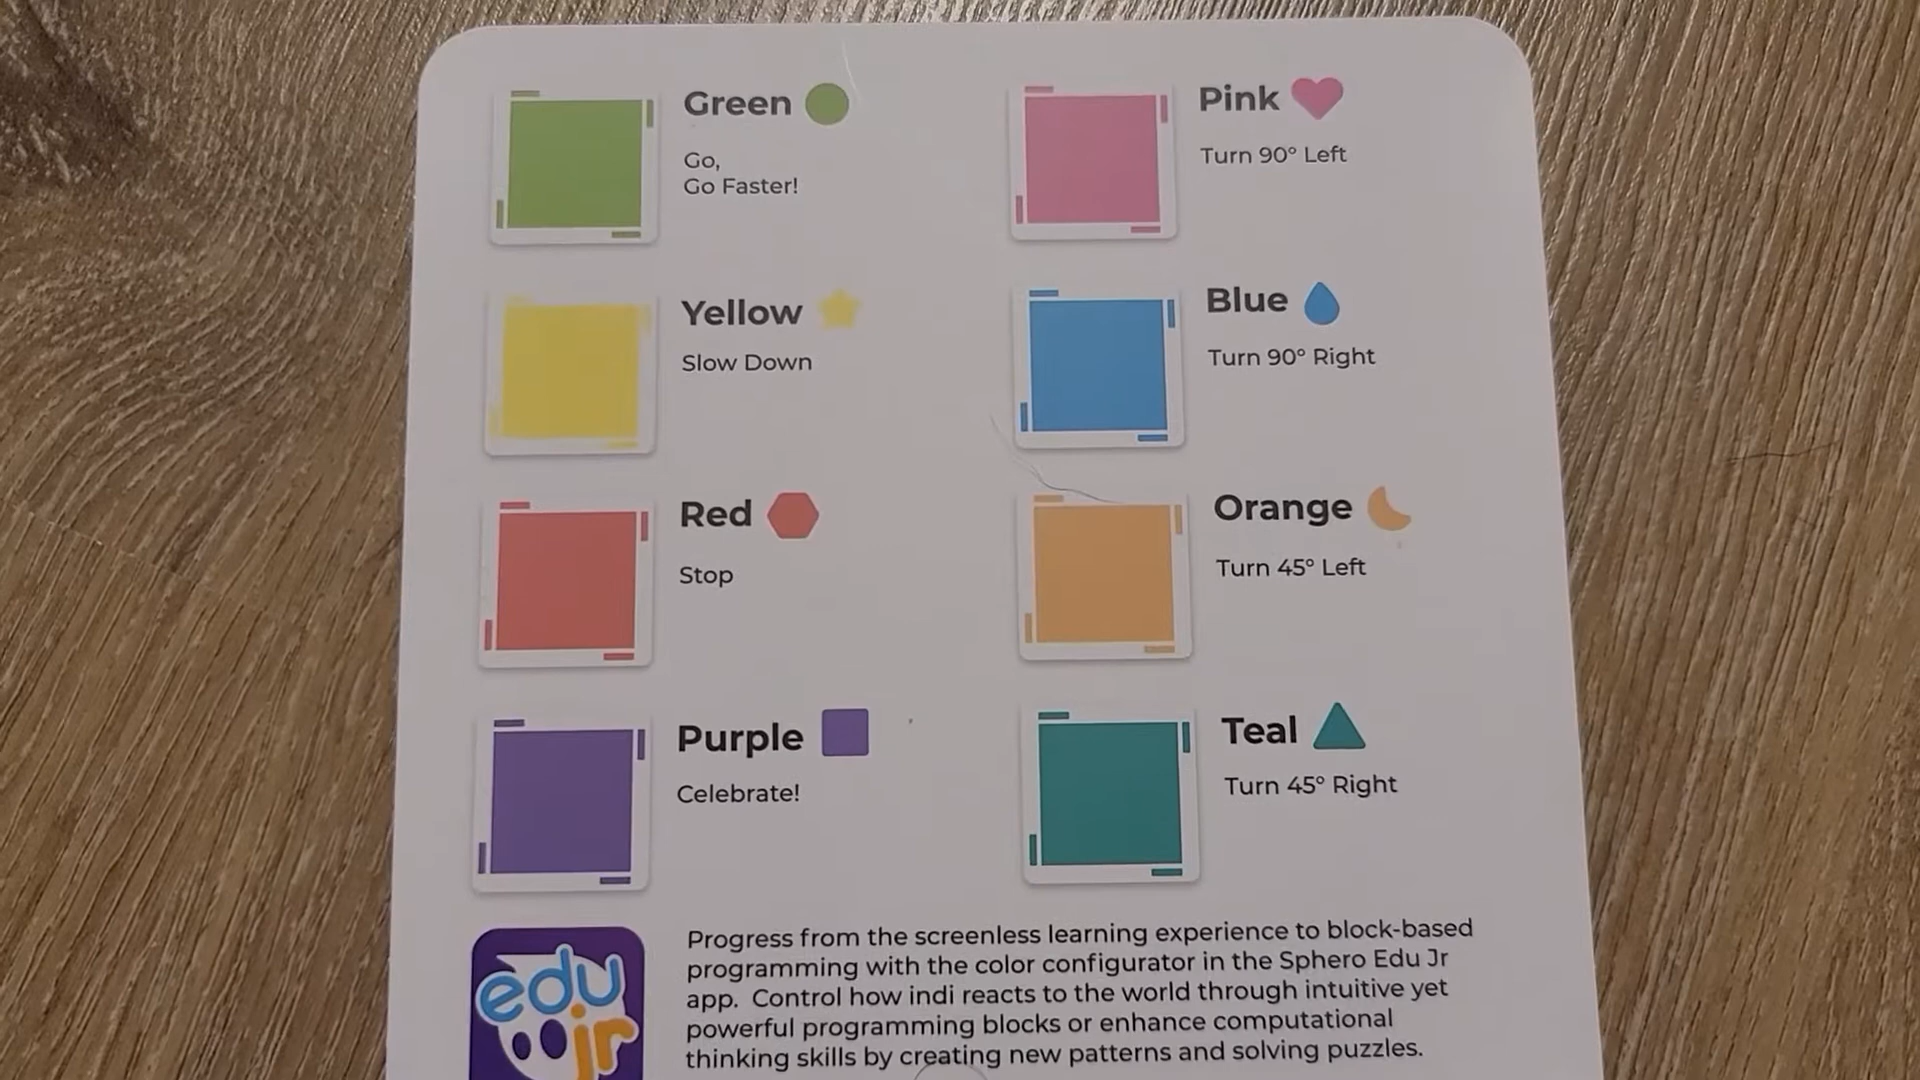 Green
Go,
Go Faster!
Yellow
Slow Down
Red
Stop
Purple
Celebrate!
Pink
Turn 90° Left
Blue
Turn 90° Right
Orange
Turn 45° Left
Teal
Turn 45° Right
edu
jr
Progress from the screenless learning experience to block-based
programming with the color configurator in the Sphero Edu Jr
app. Control how indi reacts to the world through intuitive yet
powerful programming blocks or enhance computational
thinking skills by creating new patterns and solving puzzles.